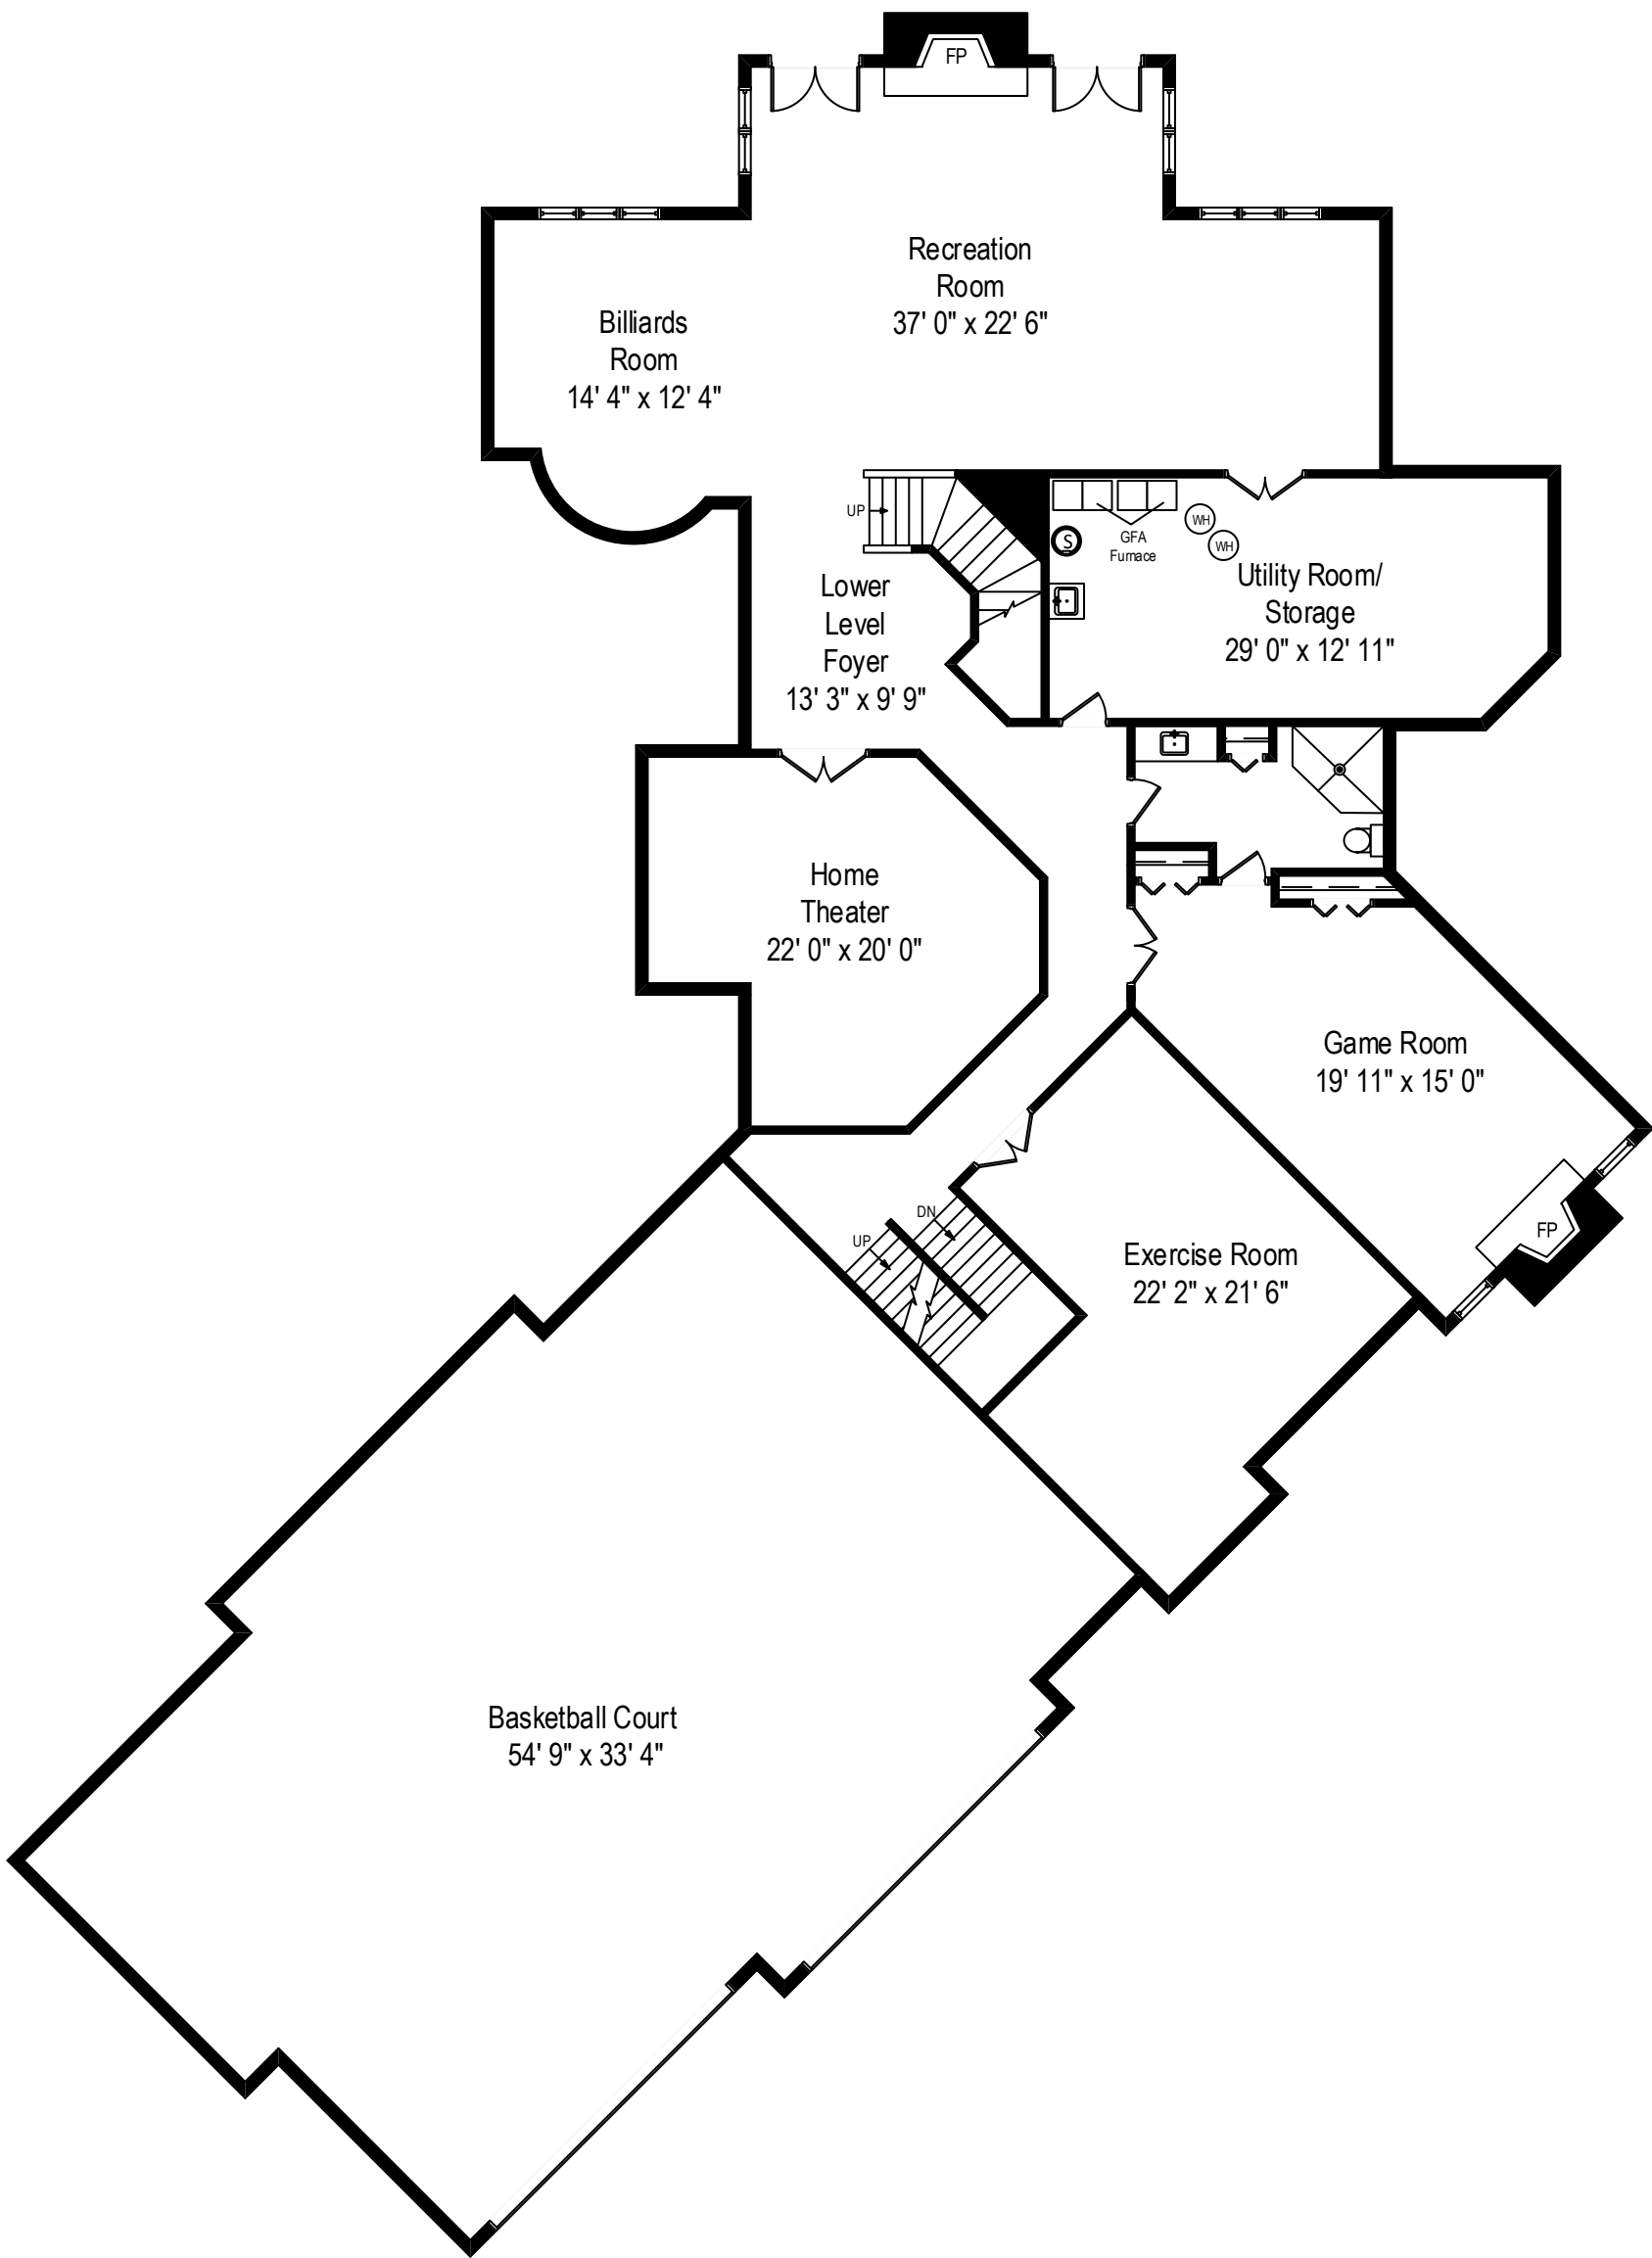 FP
Recreation
Room
37' 0" x 22' 6"
Billiards
Room
14' 4" x 12' 4"
UP
S
GFA
Furnace
WH
WH
Utility Room/
Storage
29' 0" x 12' 11"
Lower
Level
Foyer
13' 3" x 9' 9"
Home
Theater
22' 0" x 20' 0"
Game Room
19' 11" x 15' 0"
FP
DN
UP
Exercise Room
22' 2" x 21' 6"
Basketball Court
54' 9" x 33' 4"